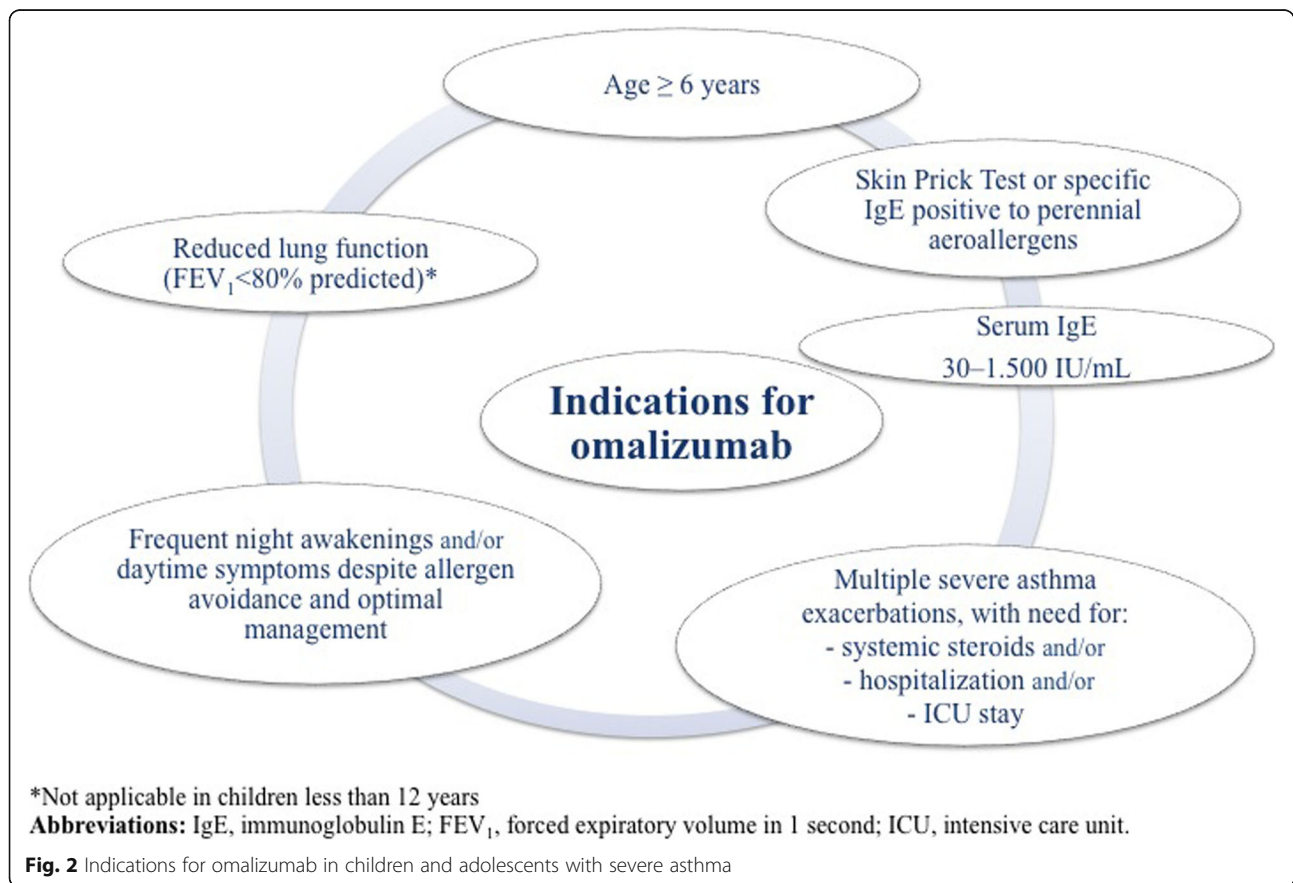 Age ≥ 6 years
Skin Prick Test or specific
IgE positive to perennial
aeroallergens
Serum IgE
30–1.500 IU/mL
Multiple severe asthma
exacerbations, with need for:
- systemic steroids and/or
- hospitalization and/or
- ICU stay
Frequent night awakenings and/or
daytime symptoms despite allergen
avoidance and optimal
management
Reduced lung function
(FEV₁<80% predicted)*
Indications for
omalizumab
*Not applicable in children less than 12 years
Abbreviations: IgE, immunoglobulin E; FEV₁, forced expiratory volume in 1 second; ICU, intensive care unit.
Fig. 2 Indications for omalizumab in children and adolescents with severe asthma